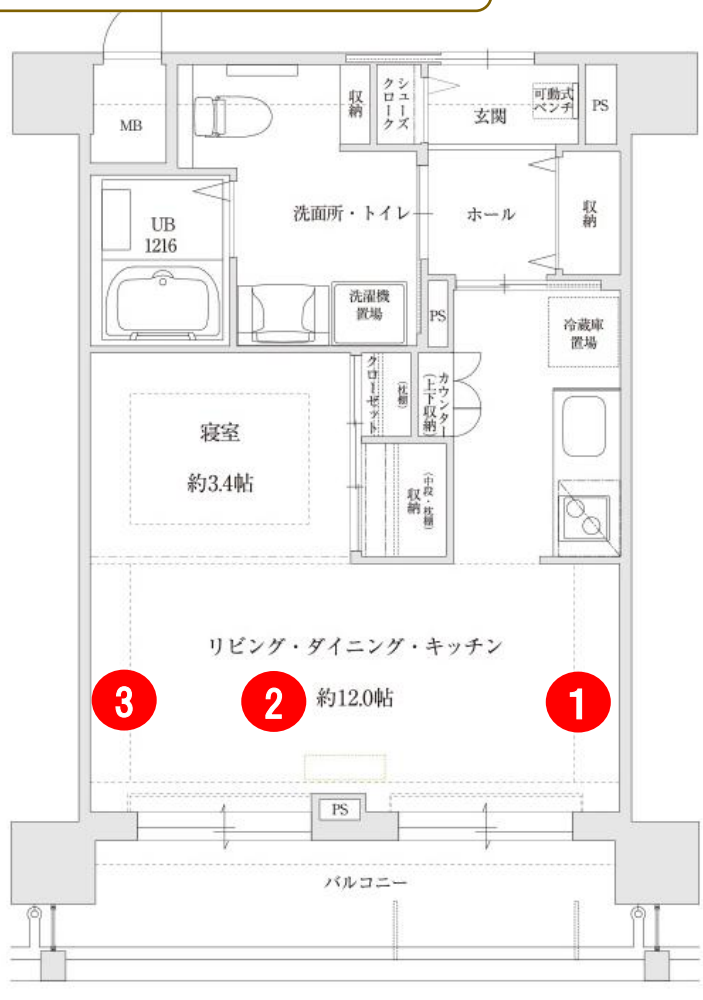 MB
収納
シューズ
クローク
玄関
可動式
ベンチ
PS
UB
1216
洗面所・トイレ
ホール
収納
洗濯機
置場
PS
冷蔵庫
置場
クローゼット
(枕棚)
カウンター
(上下収納)
寝室
約3.4帖
収納
(中段・枕棚)
リビング・ダイニング・キッチン
約12.0帖
3
2
1
PS
バルコニー